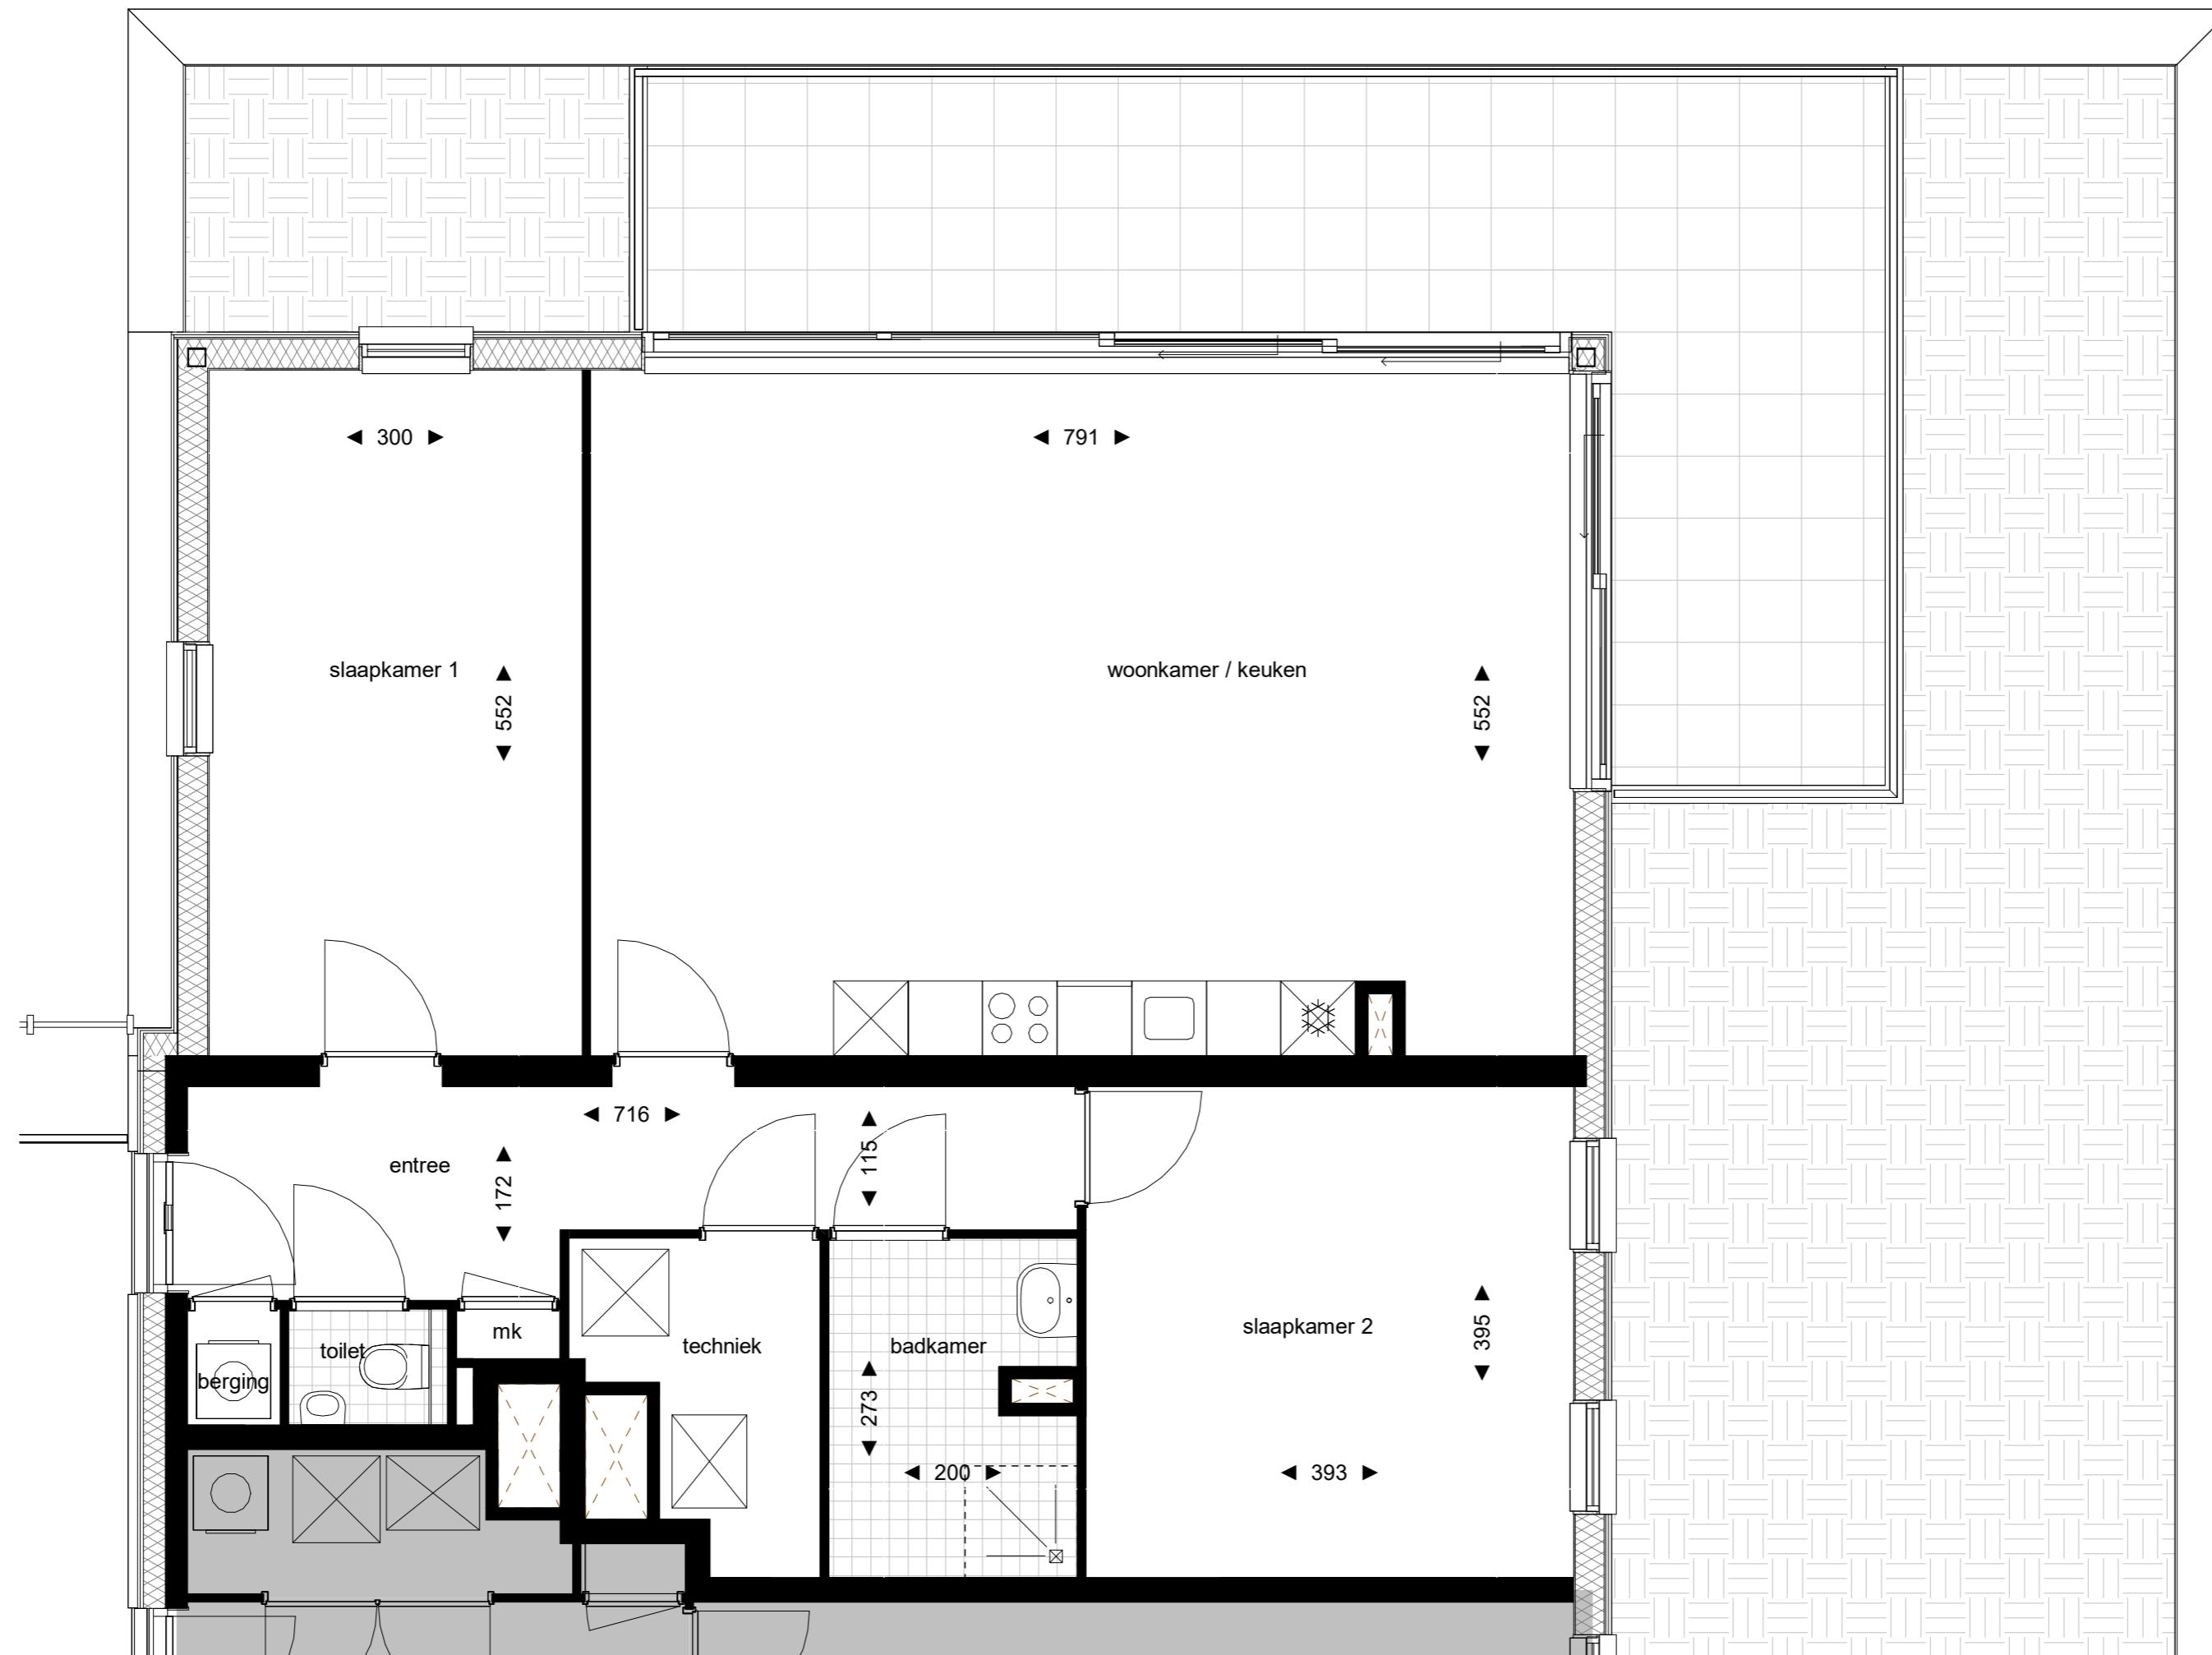 300
791
slaapkamer 1
woonkamer / keuken
552
552
716
115
entree
172
mk
slaapkamer 2
395
toilet
techniek
badkamer
berging
273
200
393